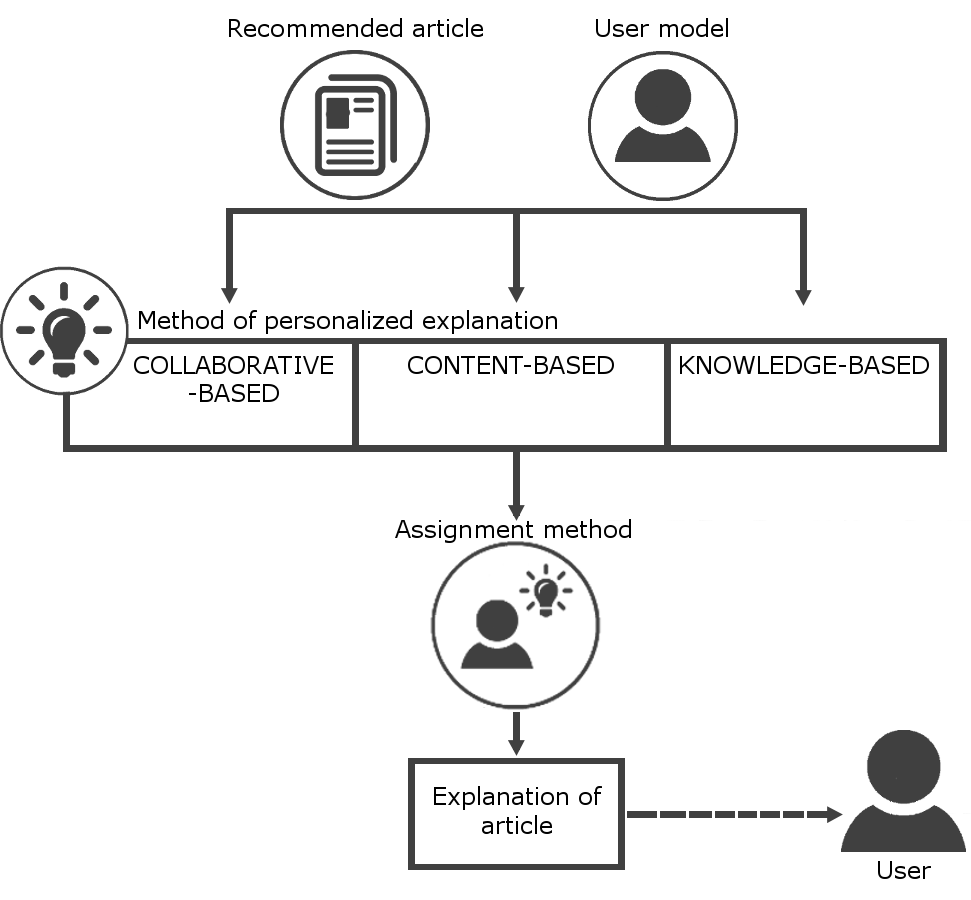 Recommended article
User model
Method of personalized explanation
COLLABORATIVE
-BASED
CONTENT-BASED
KNOWLEDGE-BASED
Assignment method
Explanation of
article
User